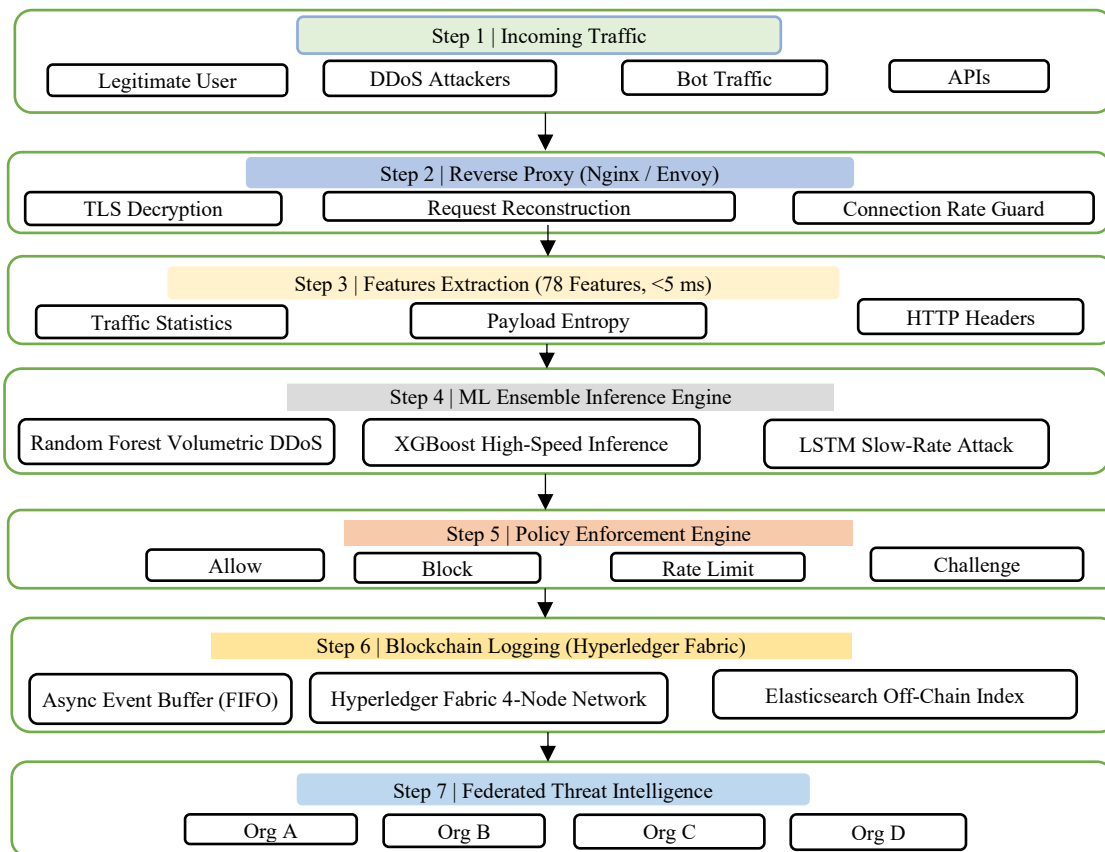 Step 1 | Incoming Traffic
Legitimate User
DDoS Attackers
Bot Traffic
APIs
Step 2 | Reverse Proxy (Nginx / Envoy)
TLS Decryption
Request Reconstruction
Connection Rate Guard
Step 3 | Features Extraction (78 Features, <5 ms)
Traffic Statistics
Payload Entropy
HTTP Headers
Step 4 | ML Ensemble Inference Engine
Random Forest Volumetric DDoS
XGBoost High-Speed Inference
LSTM Slow-Rate Attack
Step 5 | Policy Enforcement Engine
Allow
Block
Rate Limit
Challenge
Step 6 | Blockchain Logging (Hyperledger Fabric)
Async Event Buffer (FIFO)
Hyperledger Fabric 4-Node Network
Elasticsearch Off-Chain Index
Step 7 | Federated Threat Intelligence
Org A
Org B
Org C
Org D